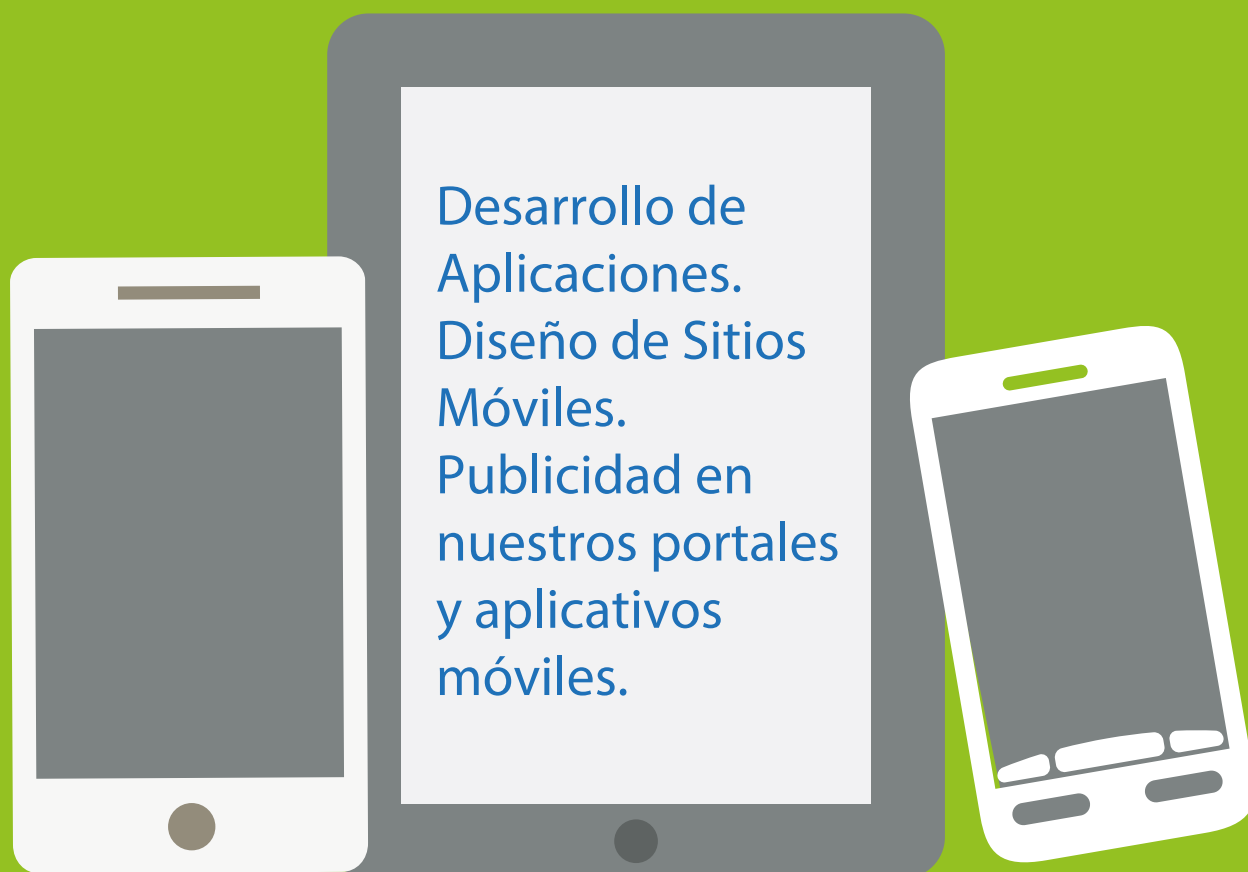 Desarrollo de
Aplicaciones.
Diseño de Sitios
Móviles.
Publicidad en
nuestros portales
y aplicativos
móviles.